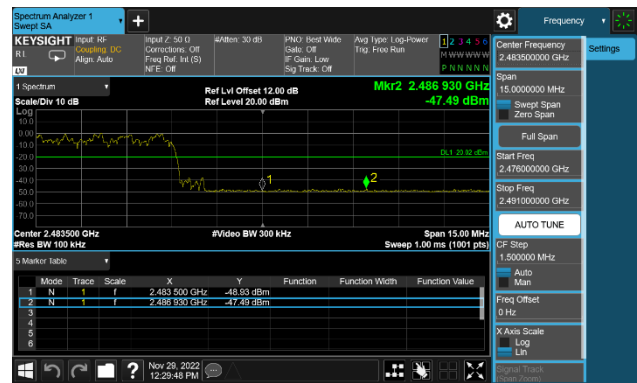 Spectrum Analyzer 1
Swept SA
+
Frequency
KEYSIGHT
RL
Input: RF
Coupling: DC
Align: Auto
Input Z: 50 Ω
Corrections: Off
Freq Ref: Int (S)
NFE: Off
#Atten: 30 dB
PNO: Best Wide
Gate: Off
IF Gain: Low
Sig Track: Off
Avg Type: Log-Power
Trig: Free Run
1 2 3 4 5 6
M W W W W W
P N N N N N
LXI
1 Spectrum
Scale/Div 10 dB
Ref Lvl Offset 12.00 dB
Ref Level 20.00 dBm
Mkr2 2.486 930 GHz
-47.49 dBm
Log
10.0
0.00
-10.0
-20.0
-30.0
-40.0
-50.0
-60.0
-70.0
1
2
Center 2.483500 GHz
#Res BW 100 kHz
#Video BW 300 kHz
Span 15.00 MHz
Sweep 1.00 ms (1001 pts)
5 Marker Table
Mode Trace Scale X Y Function Function Width Function Value
1 N 1 f 2.483 500 GHz -48.93 dBm
2 N 1 f 2.486 930 GHz -47.49 dBm
3
4
5
6
Nov 29, 2022
12:29:48 PM
Center Frequency
2.483500000 GHz
Span
15.0000000 MHz
Swept Span
Zero Span
Full Span
Start Freq
2.476000000 GHz
Stop Freq
2.491000000 GHz
AUTO TUNE
CF Step
1.500000 MHz
Auto
Man
Freq Offset
0 Hz
X Axis Scale
Log
Lin
Signal Track
(Span Zoom)
Settings